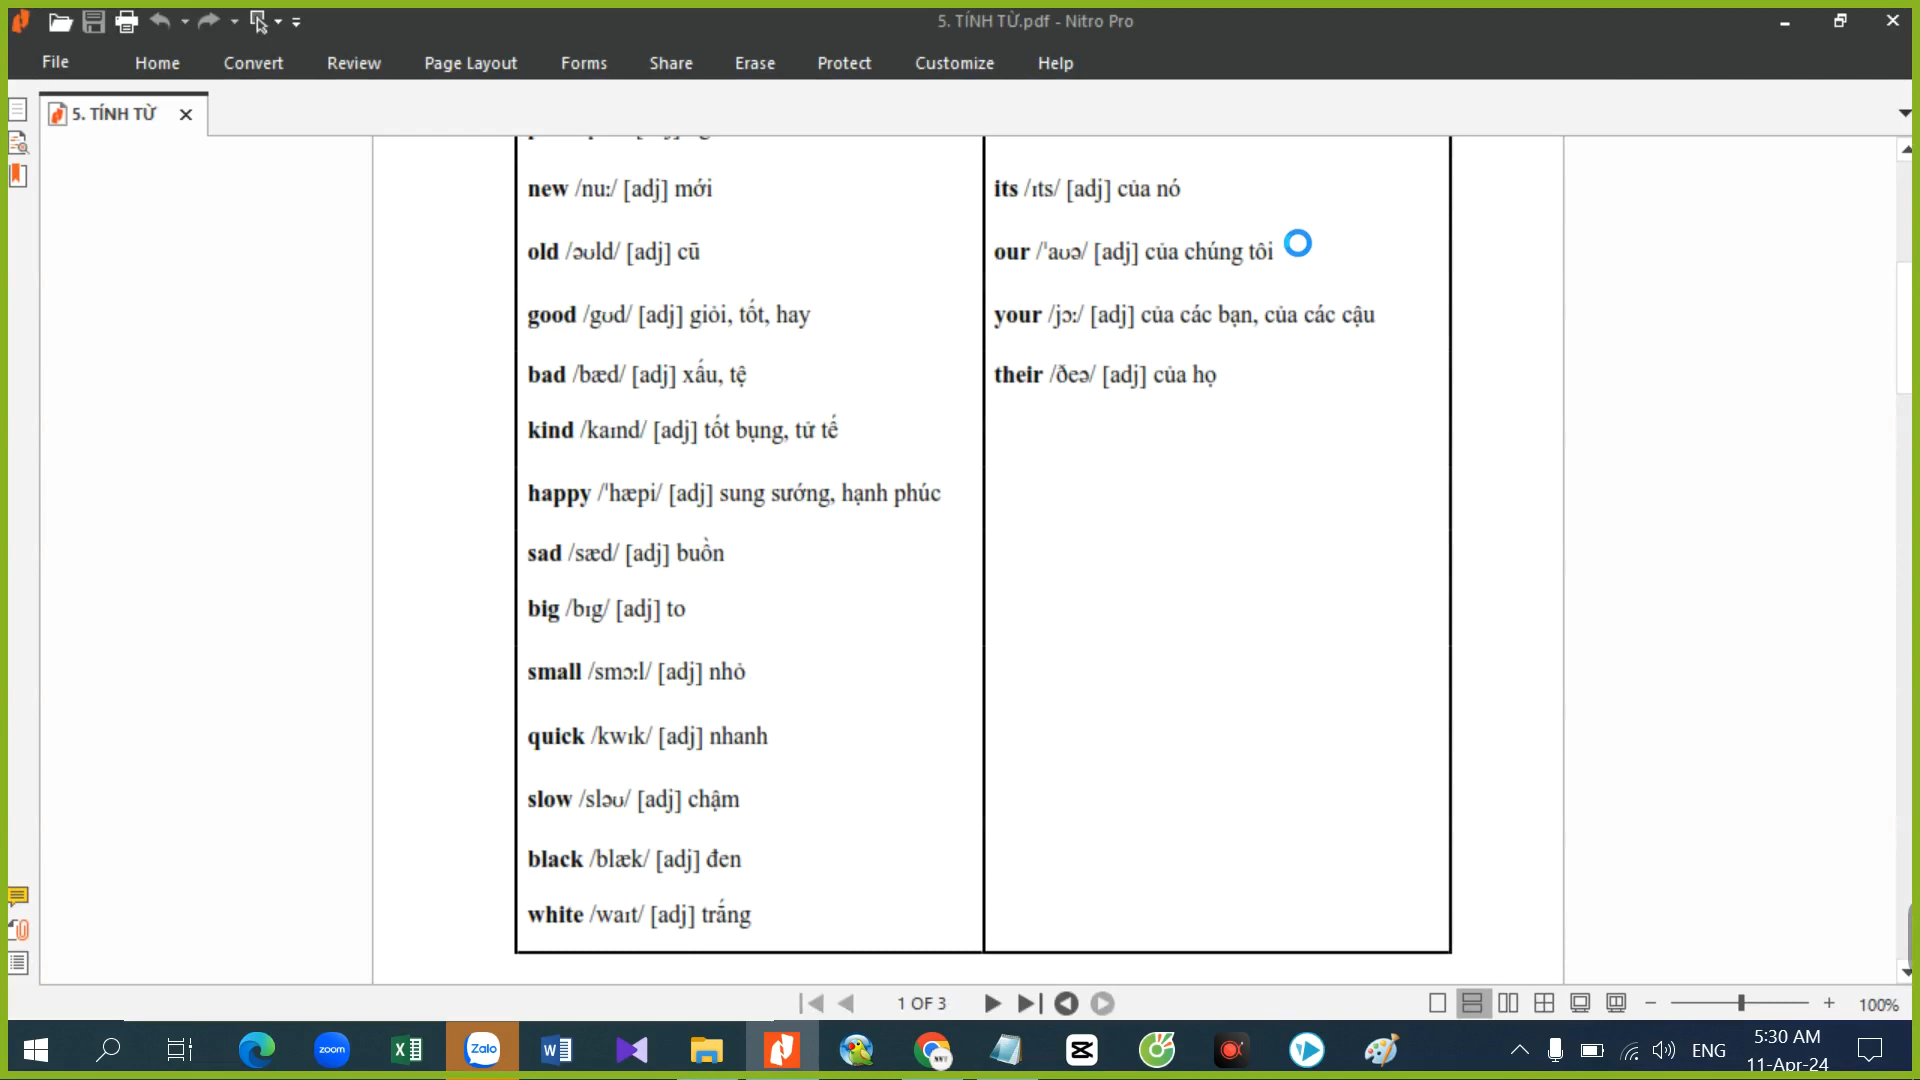 5. TÍNH TỪ.pdf - Nitro Pro
File Home Convert Review Page Layout Forms Share Erase Protect Customize Help
5. TÍNH TỪ
new /nu:/ [adj] mới
old /əʊld/ [adj] cũ
good /gʊd/ [adj] giỏi, tốt, hay
bad /bæd/ [adj] xấu, tệ
kind /kaɪnd/ [adj] tốt bụng, tử tế
happy /ˈhæpi/ [adj] sung sướng, hạnh phúc
sad /sæd/ [adj] buồn
big /bɪg/ [adj] to
small /smɔ:l/ [adj] nhỏ
quick /kwɪk/ [adj] nhanh
slow /sləʊ/ [adj] chậm
black /blæk/ [adj] đen
white /waɪt/ [adj] trắng
its /ɪts/ [adj] của nó
our /ˈaʊə/ [adj] của chúng tôi
your /jɔ:/ [adj] của các bạn, của các cậu
their /ðeə/ [adj] của họ
1 OF 3
100%
zoom
Zalo
ENG
5:30 AM
11-Apr-24